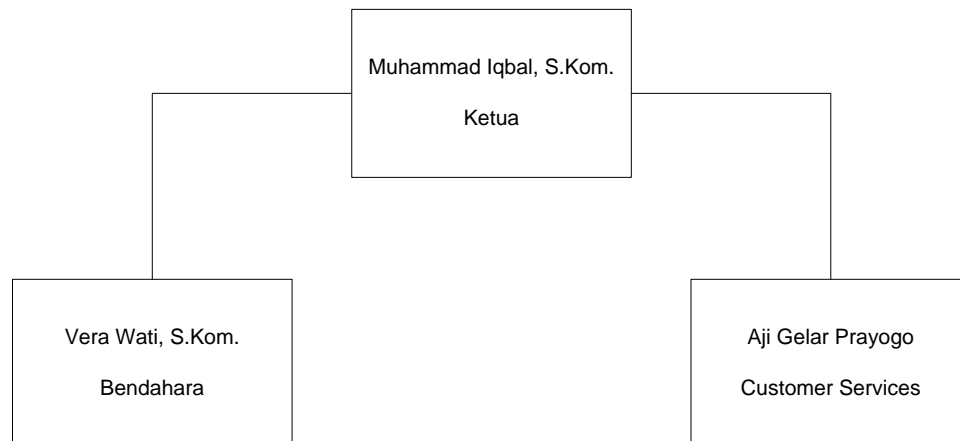 Muhammad Iqbal, S.Kom.
Ketua
Vera Wati, S.Kom.
Bendahara
Aji Gelar Prayogo
Customer Services